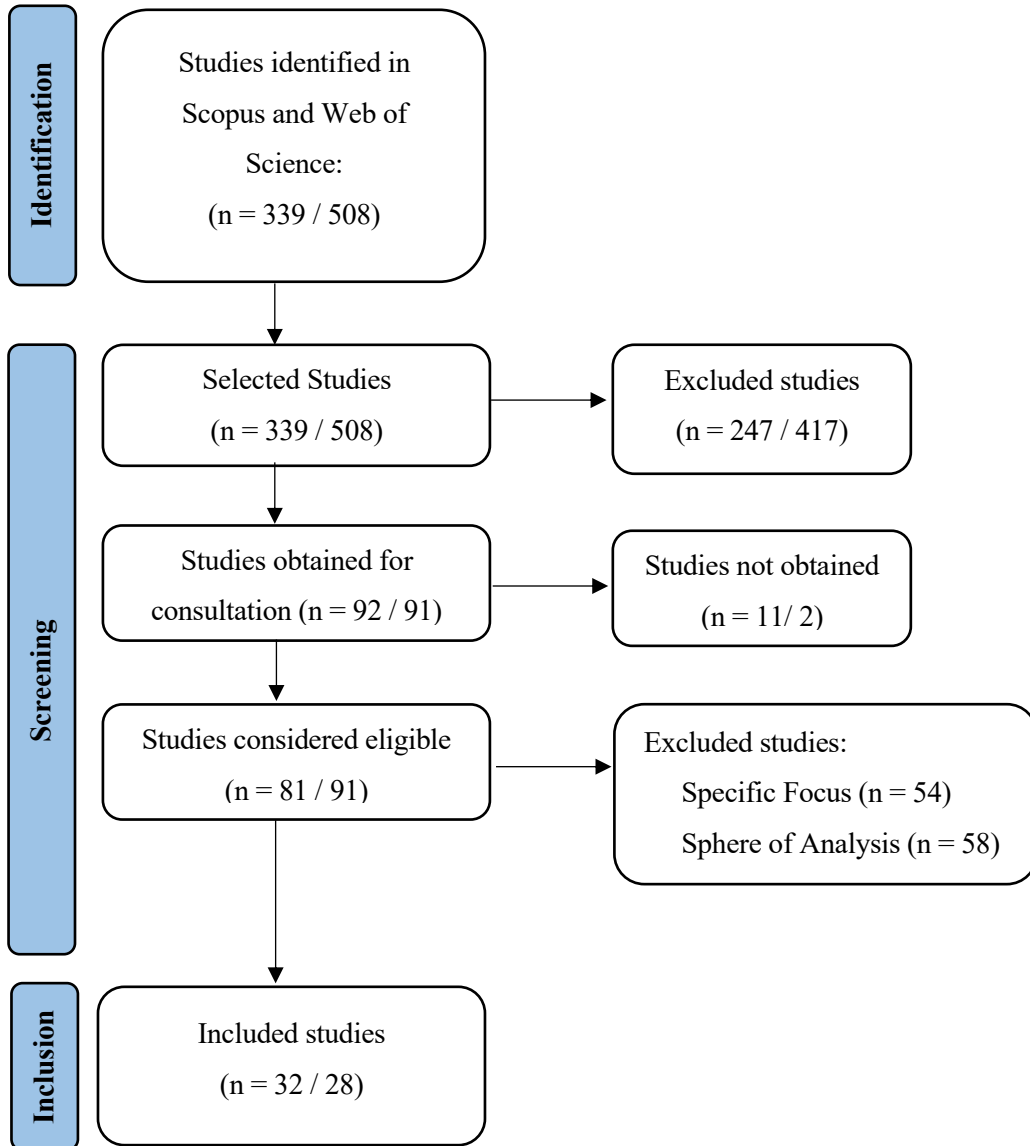 Identification
Studies identified in
Scopus and Web of
Science:
(n = 339 / 508)
Screening
Selected Studies
(n = 339 / 508)
Excluded studies
(n = 247 / 417)
Studies obtained for
consultation (n = 92 / 91)
Studies not obtained
(n = 11/ 2)
Studies considered eligible
(n = 81 / 91)
Excluded studies:
Specific Focus (n = 54)
Sphere of Analysis (n = 58)
Inclusion
Included studies
(n = 32 / 28)